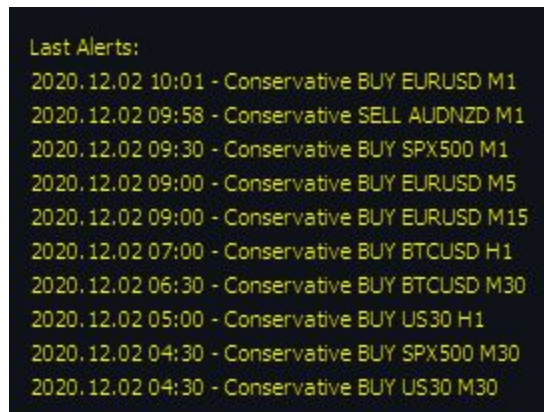 Last Alerts:
2020.12.02 10:01 - Conservative BUY EURUSD M1
2020.12.02 09:58 - Conservative SELL AUDNZD M1
2020.12.02 09:30 - Conservative BUY SPX500 M1
2020.12.02 09:00 - Conservative BUY EURUSD M5
2020.12.02 09:00 - Conservative BUY EURUSD M15
2020.12.02 07:00 - Conservative BUY BTCUSD H1
2020.12.02 06:30 - Conservative BUY BTCUSD M30
2020.12.02 05:00 - Conservative BUY US30 H1
2020.12.02 04:30 - Conservative BUY SPX500 M30
2020.12.02 04:30 - Conservative BUY US30 M30